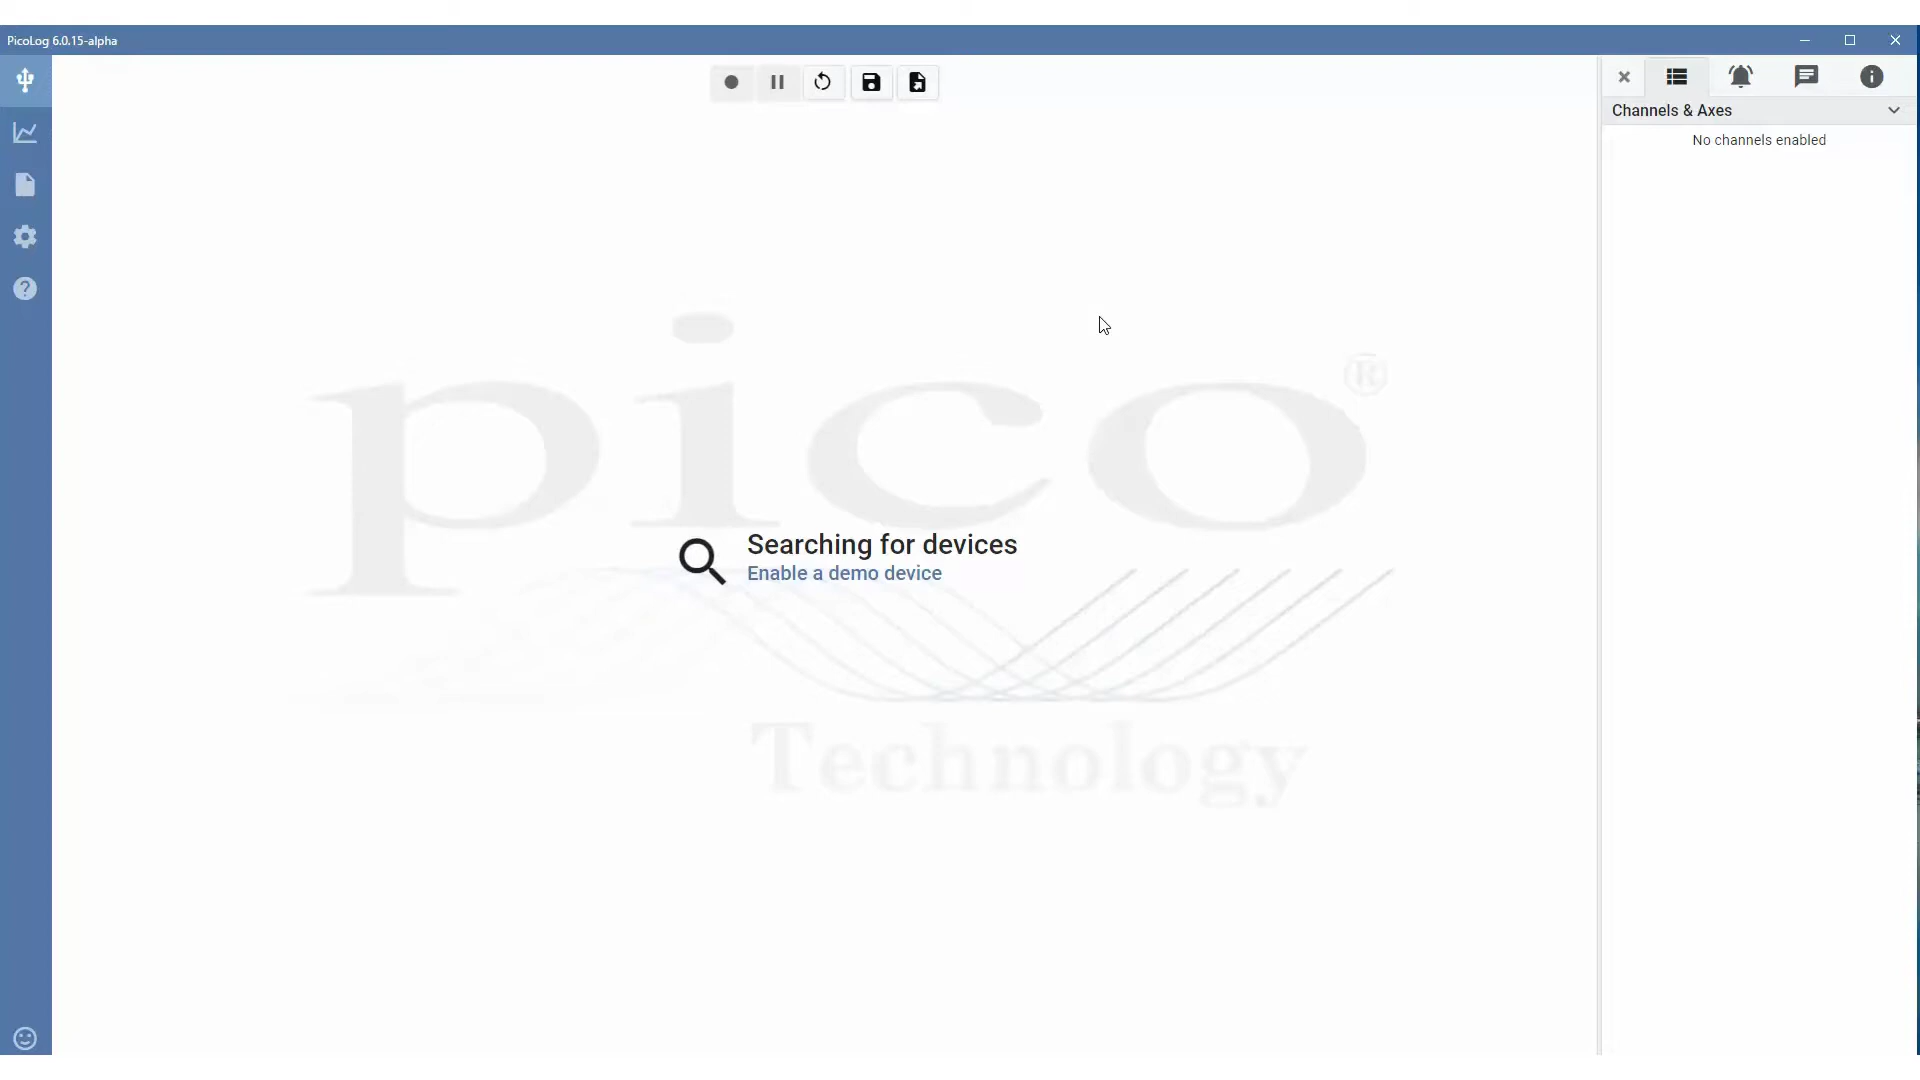 PicoLog 6.0.15-alpha
Channels & Axes
No channels enabled
pico®
Searching for devices
Enable a demo device
Technology